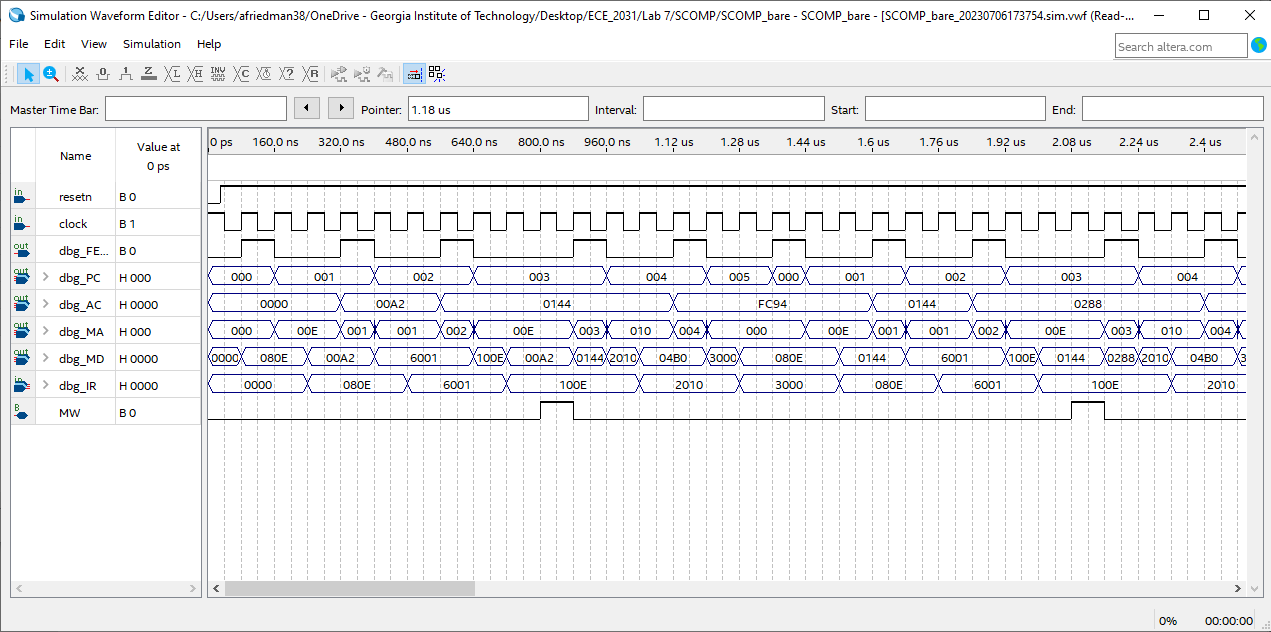 Simulation Waveform Editor - C:/Users/afriedman38/OneDrive - Georgia Institute of Technology/Desktop/ECE_2031/Lab 7/SCOMP/SCOMP_bare - SCOMP_bare - [SCOMP_bare_20230706173754.sim.vwf (Read-...
File Edit View Simulation Help
Search altera.com
Master Time Bar: Pointer: 1.18 us Interval: Start: End:
Name Value at 0 ps
0 ps 160.0 ns 320.0 ns 480.0 ns 640.0 ns 800.0 ns 960.0 ns 1.12 us 1.28 us 1.44 us 1.6 us 1.76 us 1.92 us 2.08 us 2.24 us 2.4 us
in resetn B 0
in clock B 1
out dbg_FE... B 0
out dbg_PC H 000 000 001 002 003 004 005 000 001 002 003 004
out dbg_AC H 0000 0000 00A2 0144 FC94 0144 0288
out dbg_MA H 000 000 00E 001 001 002 00E 003 010 004 000 00E 001 001 002 00E 003 010 004
out dbg_MD H 0000 0000 080E 00A2 6001 100E 00A2 0144 2010 04B0 3000 080E 0144 6001 100E 0144 0288 2010 04B0 3
in dbg_IR H 0000 0000 080E 6001 100E 2010 3000 080E 6001 100E 2010
B MW B 0
0% 00:00:00